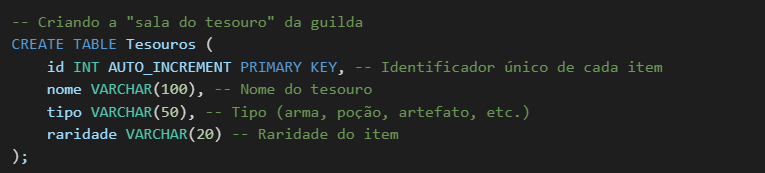 -- Criando a "sala do tesouro" da guilda
CREATE TABLE Tesouros (
    id INT AUTO_INCREMENT PRIMARY KEY, -- Identificador único de cada item
    nome VARCHAR(100), -- Nome do tesouro
    tipo VARCHAR(50), -- Tipo (arma, poção, artefato, etc.)
    raridade VARCHAR(20) -- Raridade do item
);